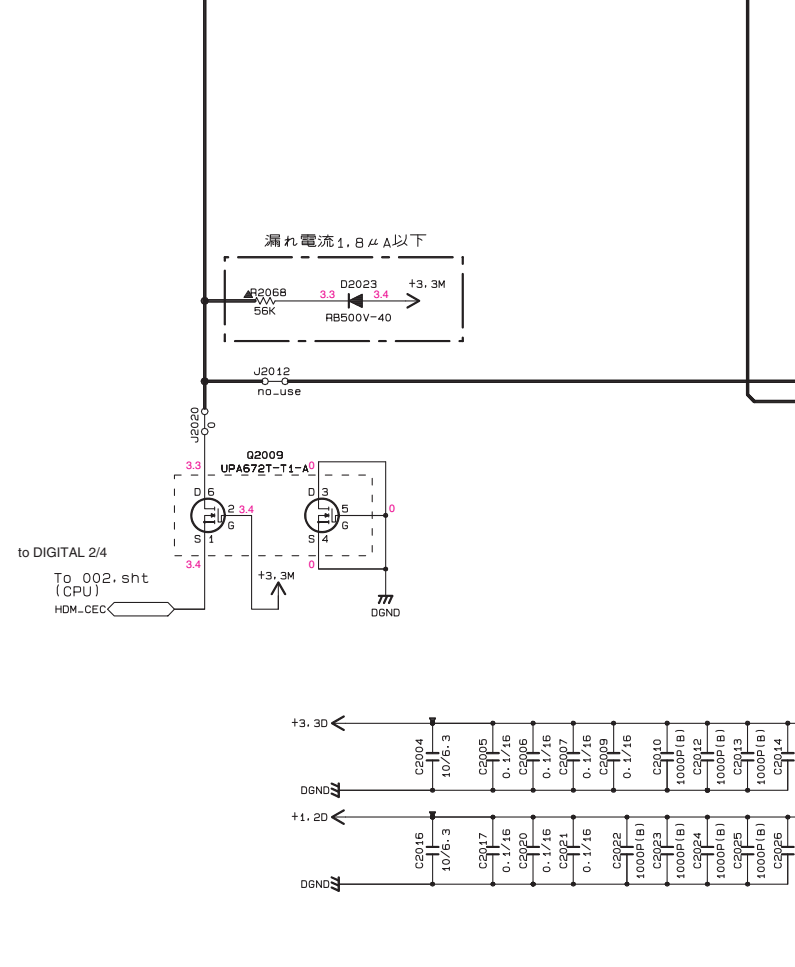 漏れ電流1.8μA以下
R2068
56K
3.3
D2023
3.4
RB500V-40
+3.3M
J2012
no_use
J2020
0
Q2009
UPA672T-T1-A
3.3
0
D 6
D 3
2
3.4
G
5
G
0
S 1
S 4
3.4
0
to DIGITAL 2/4
To 002.sht
(CPU)
HDM_CEC
+3.3M
DGND
+3.3D
C2004
10/6.3
C2005
0.1/16
C2006
0.1/16
C2007
0.1/16
C2009
0.1/16
C2010
1000P(B)
C2012
1000P(B)
C2013
1000P(B)
C2014
DGND
+1.2D
C2016
10/6.3
C2017
0.1/16
C2020
0.1/16
C2021
0.1/16
C2022
1000P(B)
C2023
1000P(B)
C2024
1000P(B)
C2025
1000P(B)
C2026
DGND